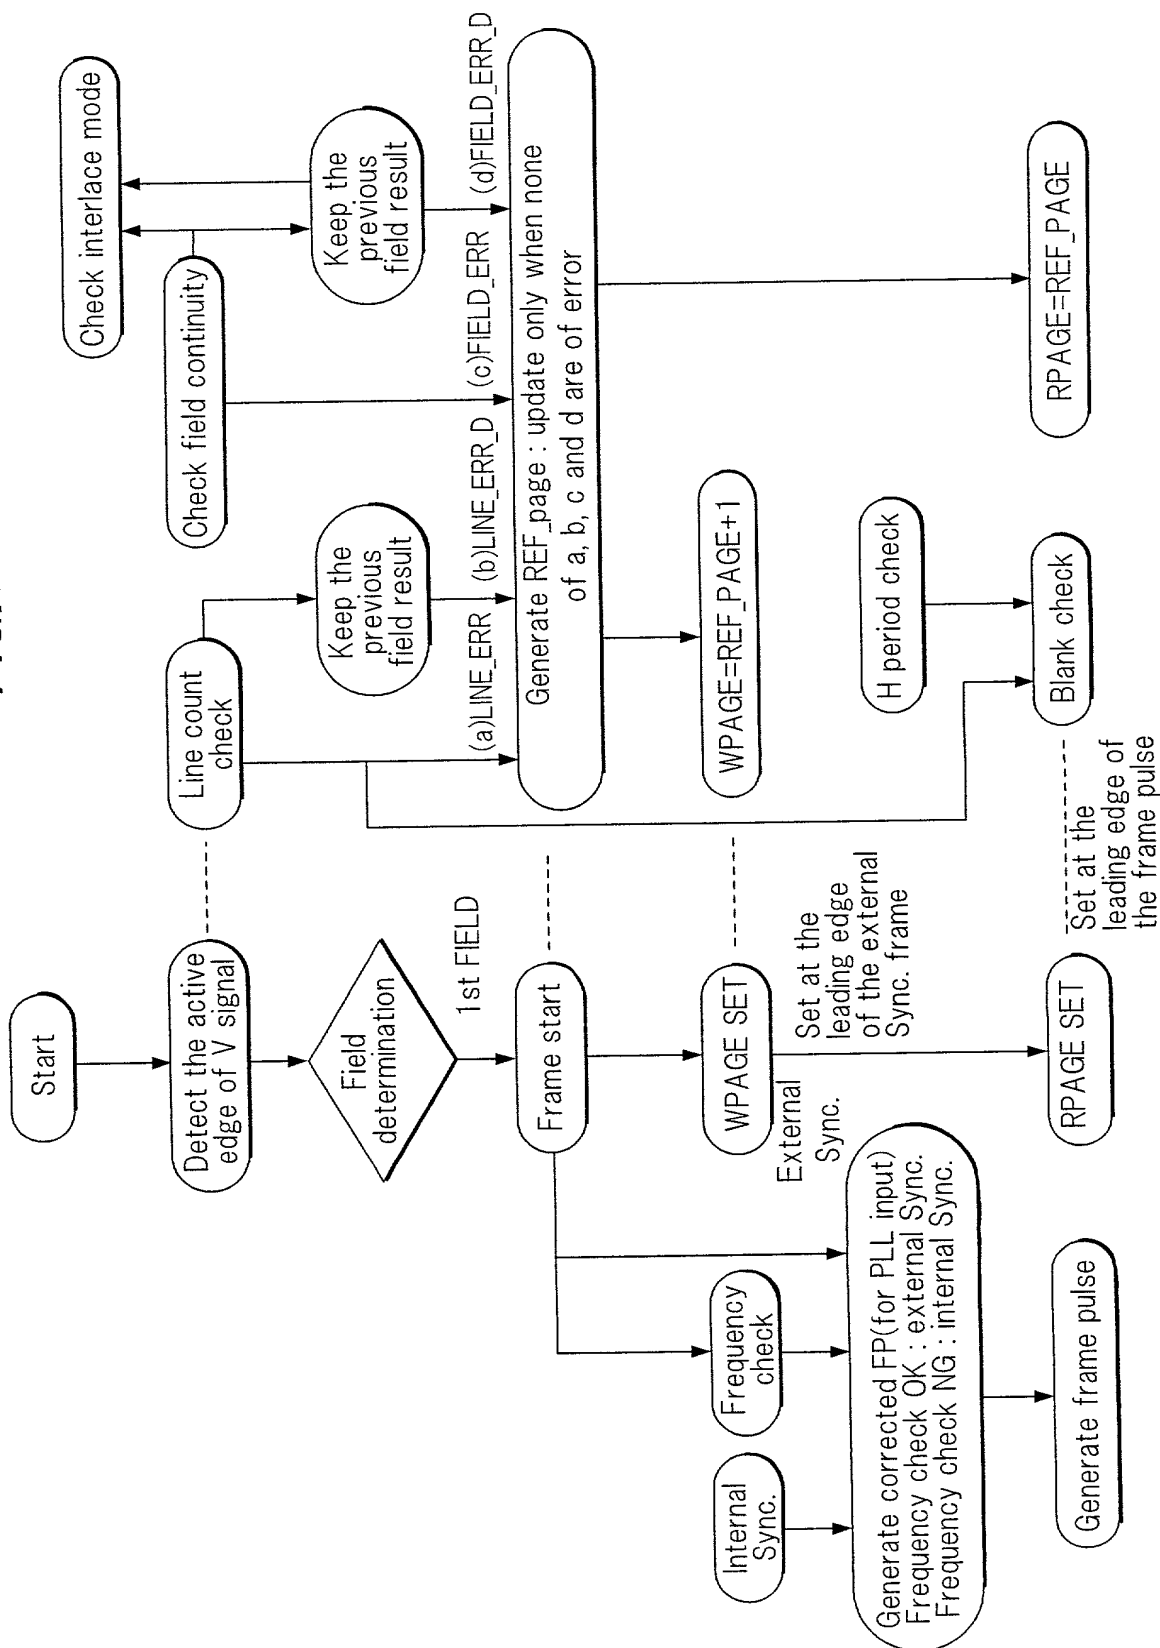 Start
Detect the active
edge of V signal
Field
determination
1st FIELD
Frame start
WPAGE SET
External
Sync.
Set at the
leading edge
of the external
Sync. frame
RPAGE SET
Set at the
leading edge of
the frame pulse
Internal
Sync.
Frequency
check
Generate corrected FP(for PLL input)
Frequency check OK : external Sync.
Frequency check NG : internal Sync.
Generate frame pulse
Line count
check
Check field continuity
Check interlace mode
Keep the
previous
field result
Keep the
previous
field result
(a)LINE_ERR
(b)LINE_ERR_D
(c)FIELD_ERR
(d)FIELD_ERR_D
Generate REF_page : update only when none
of a, b, c and d are of error
WPAGE=REF_PAGE+1
H period check
Blank check
RPAGE=REF_PAGE